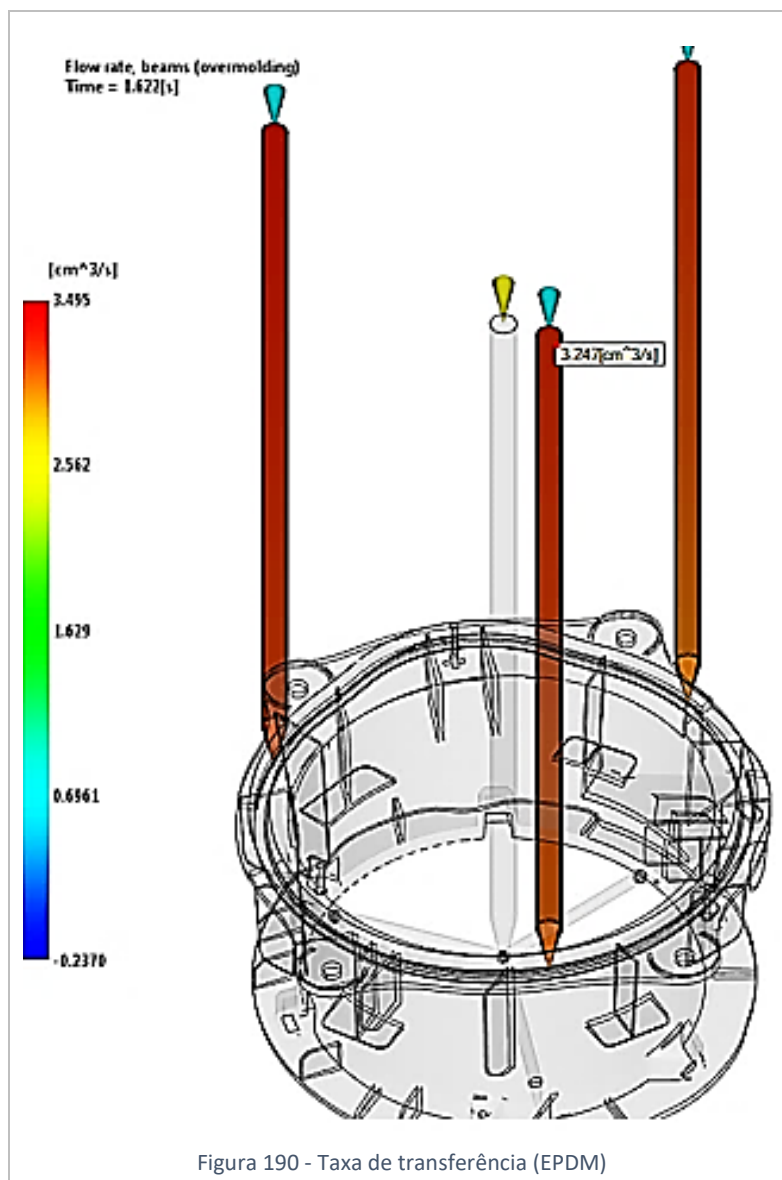 Flow rate, beams (overmolding)
Time = 1.622[s]
[cm^3/s]
3.495
3.247[cm^3/s]
2.562
1.629
0.6961
-0.2370
Figura 190 - Taxa de transferência (EPDM)